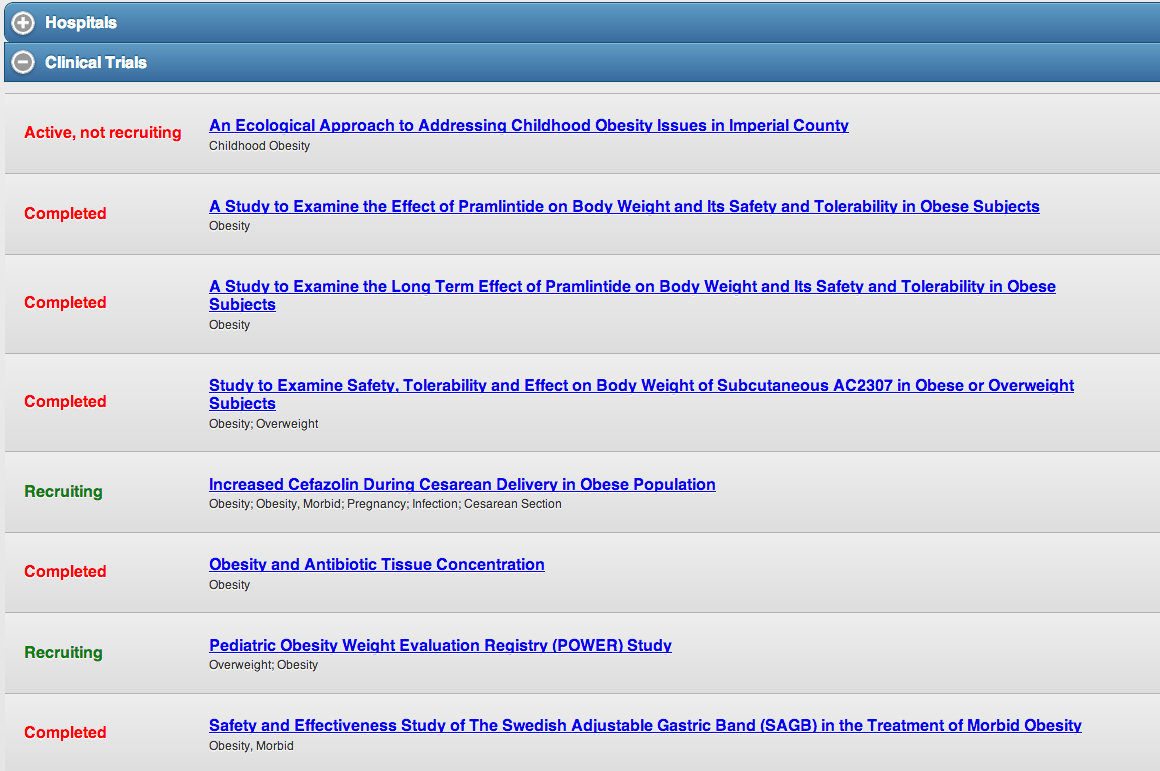 Hospitals
Clinical Trials
Active, not recruiting
An Ecological Approach to Addressing Childhood Obesity Issues in Imperial County
Childhood Obesity
Completed
A Study to Examine the Effect of Pramlintide on Body Weight and Its Safety and Tolerability in Obese Subjects
Obesity
Completed
A Study to Examine the Long Term Effect of Pramlintide on Body Weight and Its Safety and Tolerability in Obese
Subjects
Obesity
Completed
Study to Examine Safety, Tolerability and Effect on Body Weight of Subcutaneous AC2307 in Obese or Overweight
Subjects
Obesity; Overweight
Recruiting
Increased Cefazolin During Cesarean Delivery in Obese Population
Obesity; Obesity, Morbid; Pregnancy; Infection; Cesarean Section
Completed
Obesity and Antibiotic Tissue Concentration
Obesity
Recruiting
Pediatric Obesity Weight Evaluation Registry (POWER) Study
Overweight; Obesity
Completed
Safety and Effectiveness Study of The Swedish Adjustable Gastric Band (SAGB) in the Treatment of Morbid Obesity
Obesity, Morbid